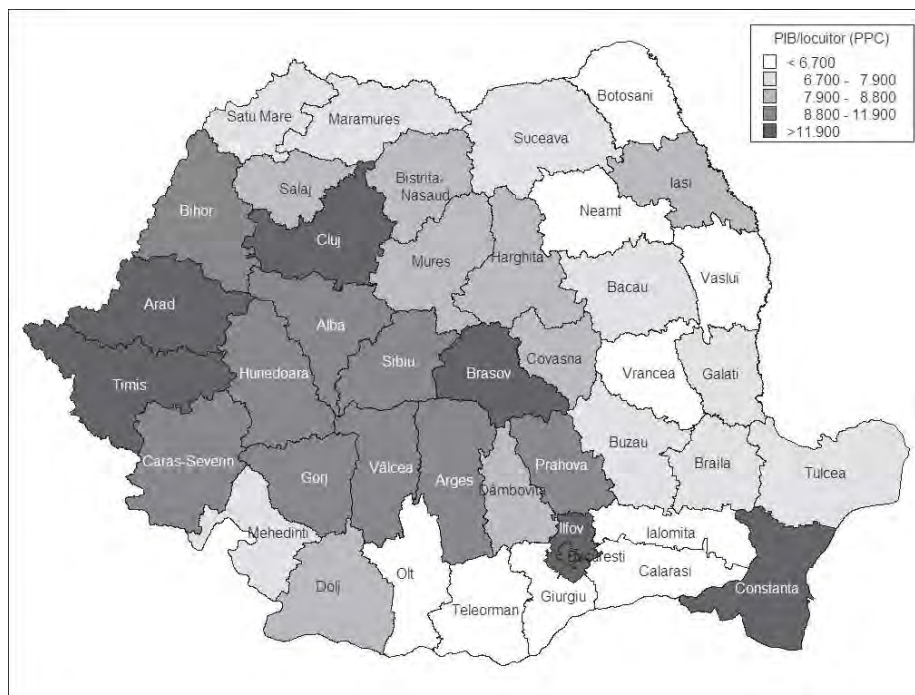 PIB/locuitor (PPC)
< 6.700
6.700 - 7.900
7.900 - 8.800
8.800 - 11.900
>11.900
Botosani
Satu Mare
Maramures
Suceava
Iasi
Salaj
Bistrita-
Nasaud
Bihor
Neamt
Cluj
Mures
Harghita
Vaslui
Bacau
Arad
Alba
Sibiu
Brasov
Covasna
Hunedoara
Vrancea
Galati
Timis
Buzau
Caras-Severin
Gorj
Vâlcea
Arges
Prahova
Braila
Tulcea
Dâmbovita
Ilfov
Ialomita
Mehedinti
Bucuresti
Calarasi
Constanta
Dolj
Olt
Teleorman
Giurgiu